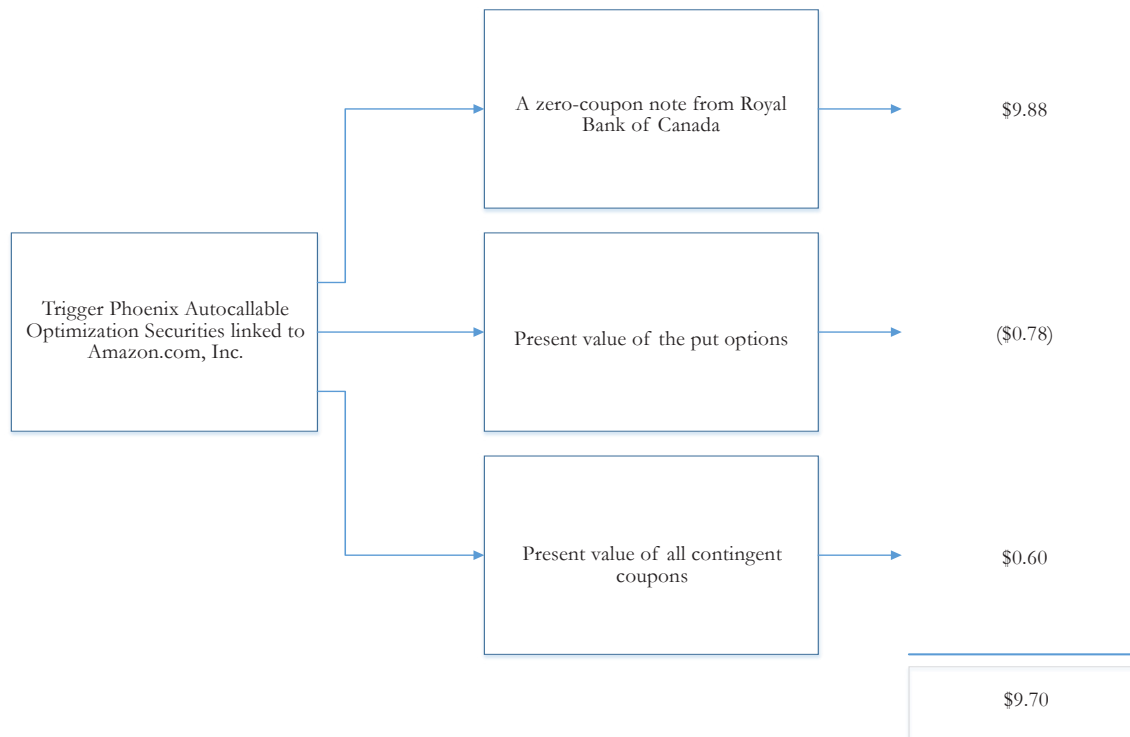 A zero-coupon note from Royal
Bank of Canada
$9.88
Trigger Phoenix Autocallable
Optimization Securities linked to
Amazon.com, Inc.
Present value of the put options
($0.78)
Present value of all contingent
coupons
$0.60
$9.70